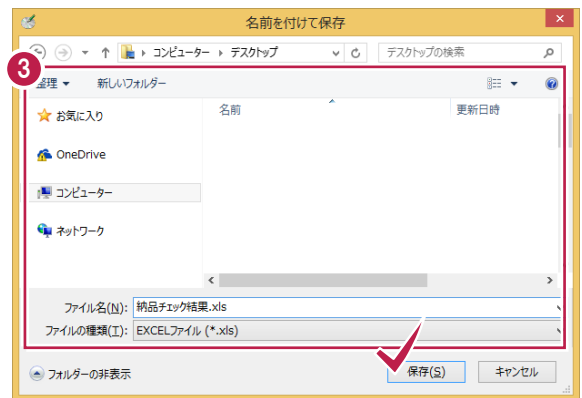 名前を付けて保存
コンピューター デスクトップ デスクトップの検索
3
整理 新しいフォルダー
名前 更新日時
お気に入り
OneDrive
コンピューター
ネットワーク
ファイル名(N): 納品チェック結果.xls
ファイルの種類(T): EXCELファイル (*.xls)
フォルダーの非表示 保存(S) キャンセル